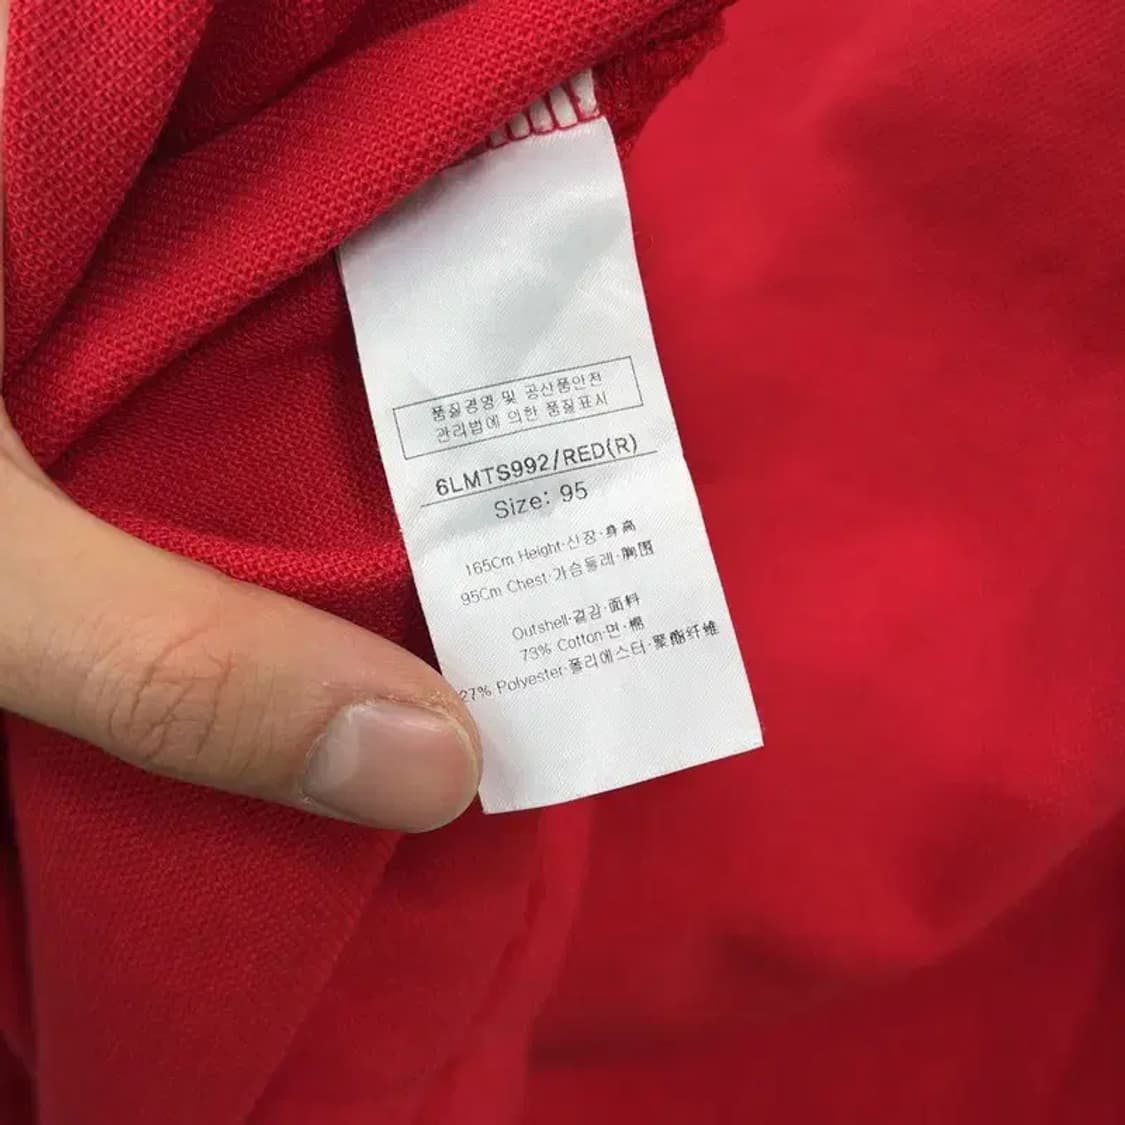 품질경영 및 공산품안전
관리법에 의한 품질표시
6LMTS992/RED(R)
Size: 95
165Cm Height·신장·身高
95Cm Chest·가슴둘레·胸围
Outshell·겉감·面料
73% Cotton·면·棉
27% Polyester·폴리에스터·聚酯纤维